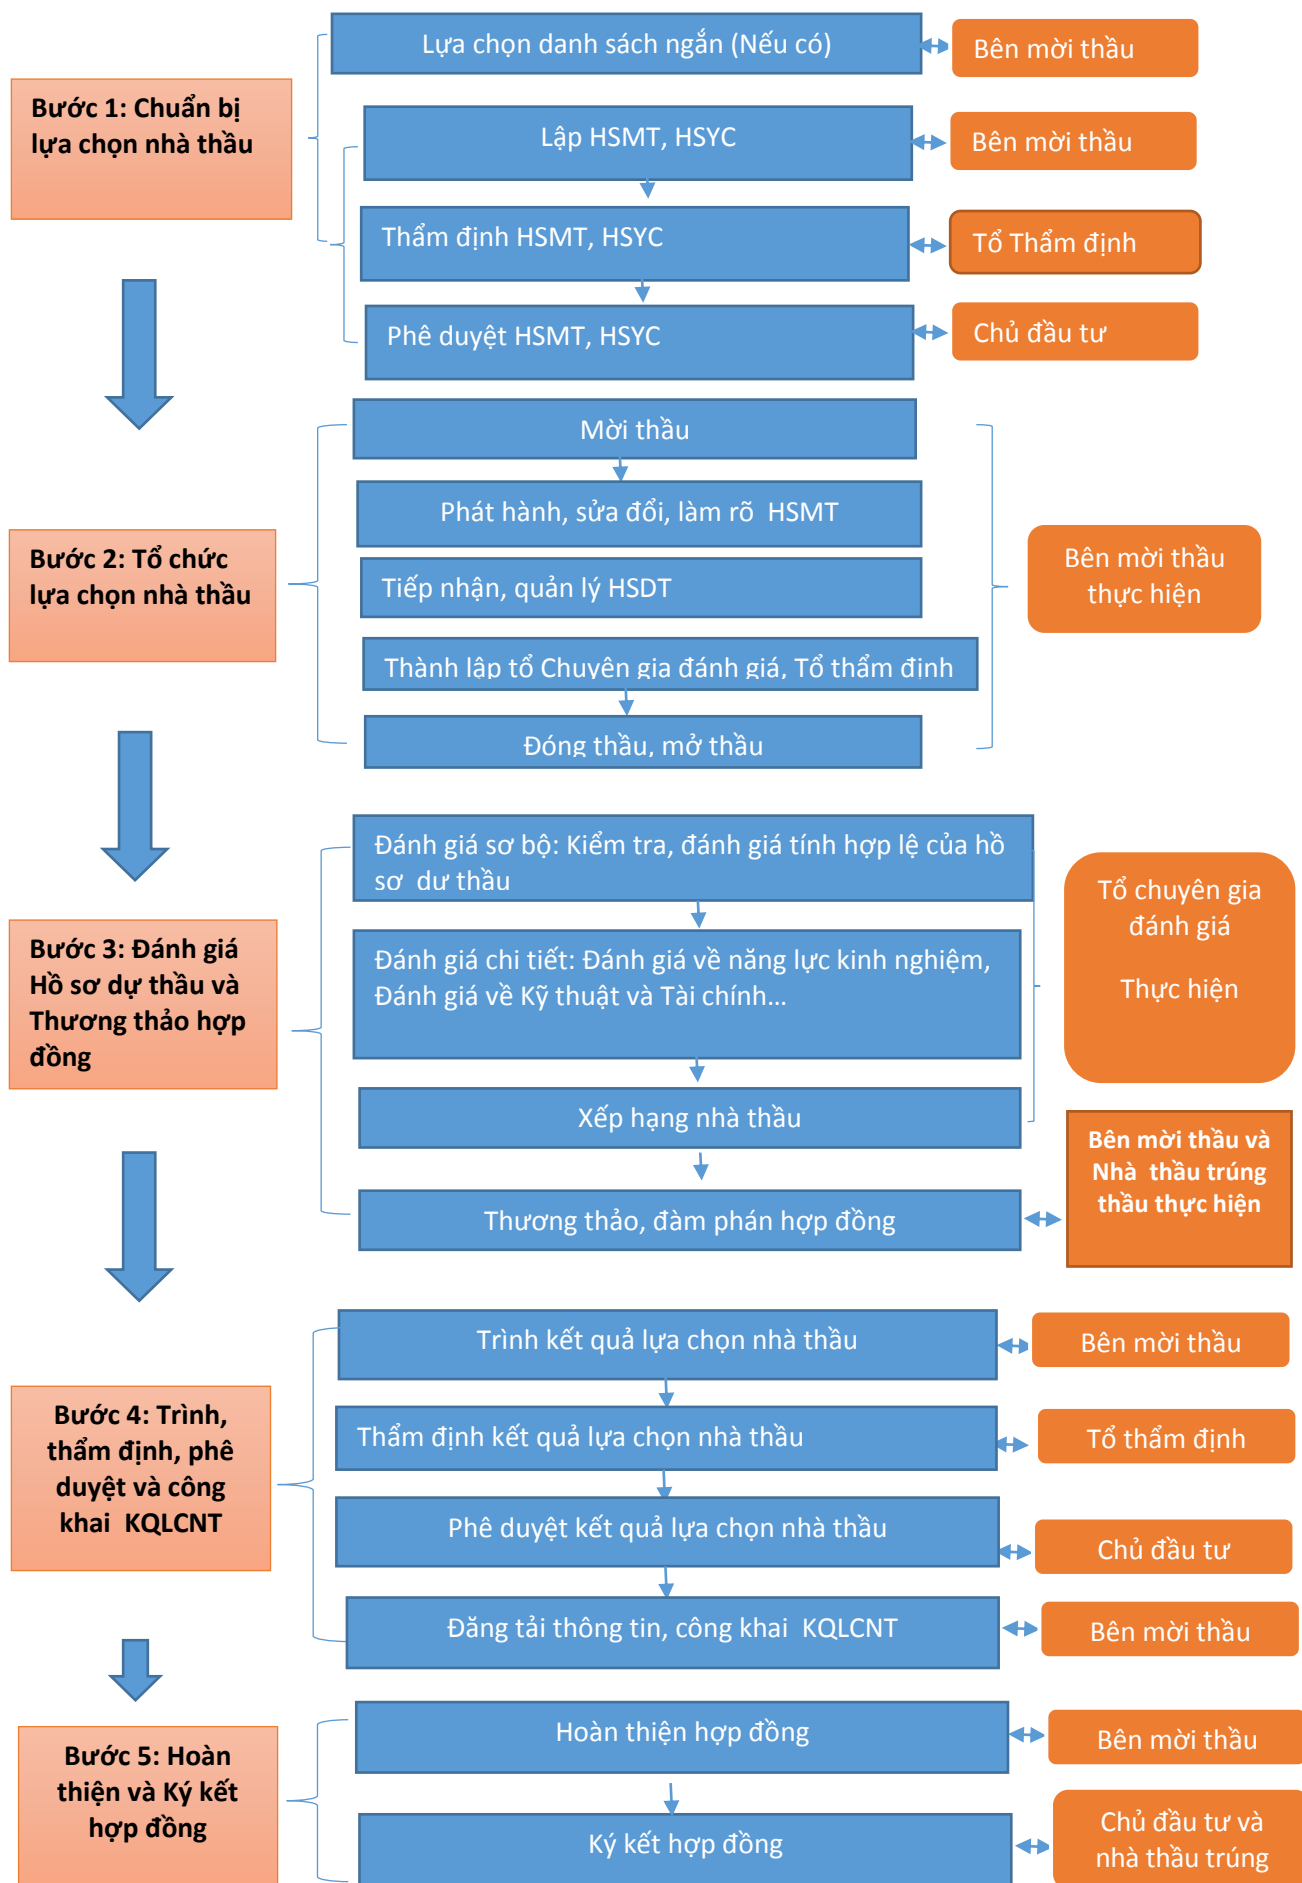 Lựa chọn danh sách ngắn (Nếu có)
Bên mời thầu
Bước 1: Chuẩn bị
lựa chọn nhà thầu
Lập HSMT, HSYC
Bên mời thầu
Thẩm định HSMT, HSYC
Tổ Thẩm định
Phê duyệt HSMT, HSYC
Chủ đầu tư
Mời thầu
Phát hành, sửa đổi, làm rõ HSMT
Bước 2: Tổ chức
lựa chọn nhà thầu
Tiếp nhận, quản lý HSDT
Bên mời thầu
thực hiện
Thành lập tổ Chuyên gia đánh giá, Tổ thẩm định
Đóng thầu, mở thầu
Đánh giá sơ bộ: Kiểm tra, đánh giá tính hợp lệ của hồ
sơ dư thầu
Tổ chuyên gia
đánh giá
Thực hiện
Bước 3: Đánh giá
Hồ sơ dự thầu và
Thương thảo hợp
đồng
Đánh giá chi tiết: Đánh giá về năng lực kinh nghiệm,
Đánh giá về Kỹ thuật và Tài chính...
Xếp hạng nhà thầu
Bên mời thầu và
Nhà thầu trúng
thầu thực hiện
Thương thảo, đàm phán hợp đồng
Trình kết quả lựa chọn nhà thầu
Bên mời thầu
Bước 4: Trình,
thẩm định, phê
duyệt và công
khai KQLCNT
Thẩm định kết quả lựa chọn nhà thầu
Tổ thẩm định
Phê duyệt kết quả lựa chọn nhà thầu
Chủ đầu tư
Đăng tải thông tin, công khai KQLCNT
Bên mời thầu
Bước 5: Hoàn
thiện và Ký kết
hợp đồng
Hoàn thiện hợp đồng
Bên mời thầu
Ký kết hợp đồng
Chủ đầu tư và
nhà thầu trúng